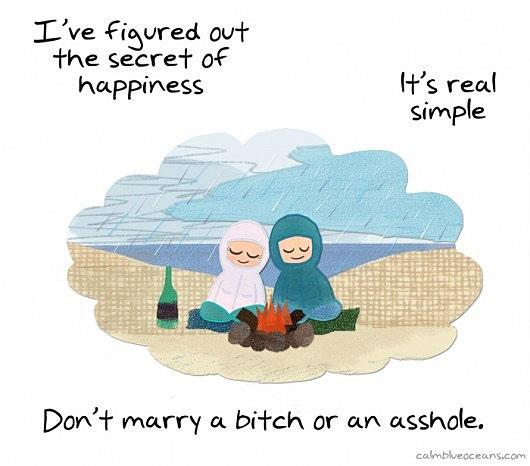 I've figured out
the secret of
happiness
It's real
simple
Don't marry a bitch or an asshole.
calmblueoceans.com